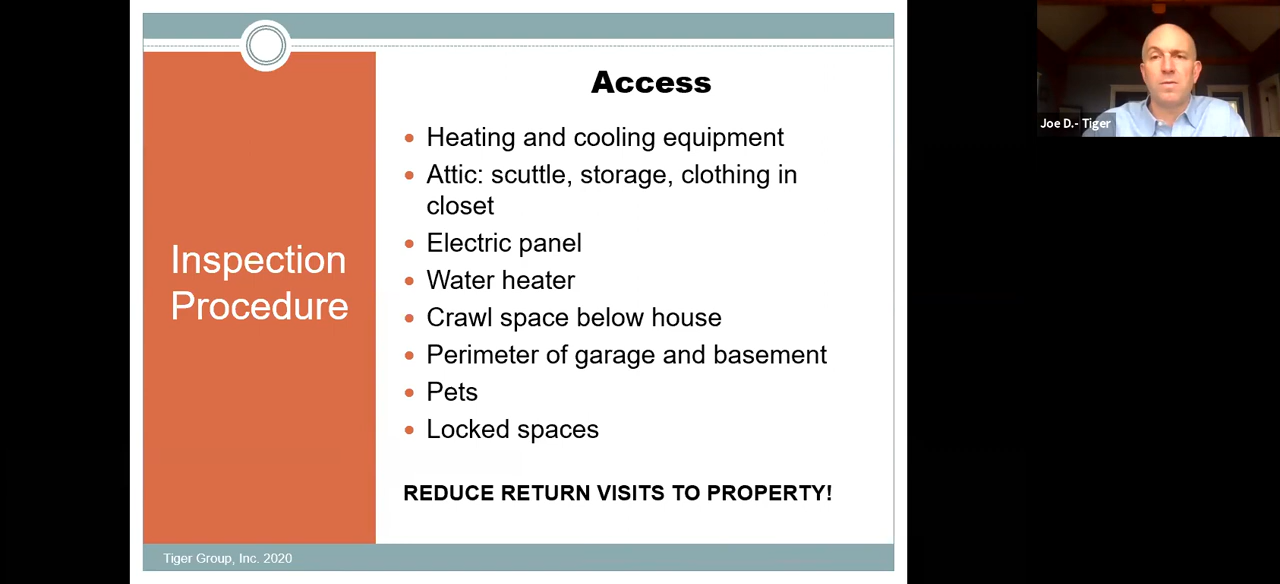 Access
Inspection
Procedure
Heating and cooling equipment
Attic: scuttle, storage, clothing in
closet
Electric panel
Water heater
Crawl space below house
Perimeter of garage and basement
Pets
Locked spaces
REDUCE RETURN VISITS TO PROPERTY!
Tiger Group, Inc. 2020
Joe D.- Tiger